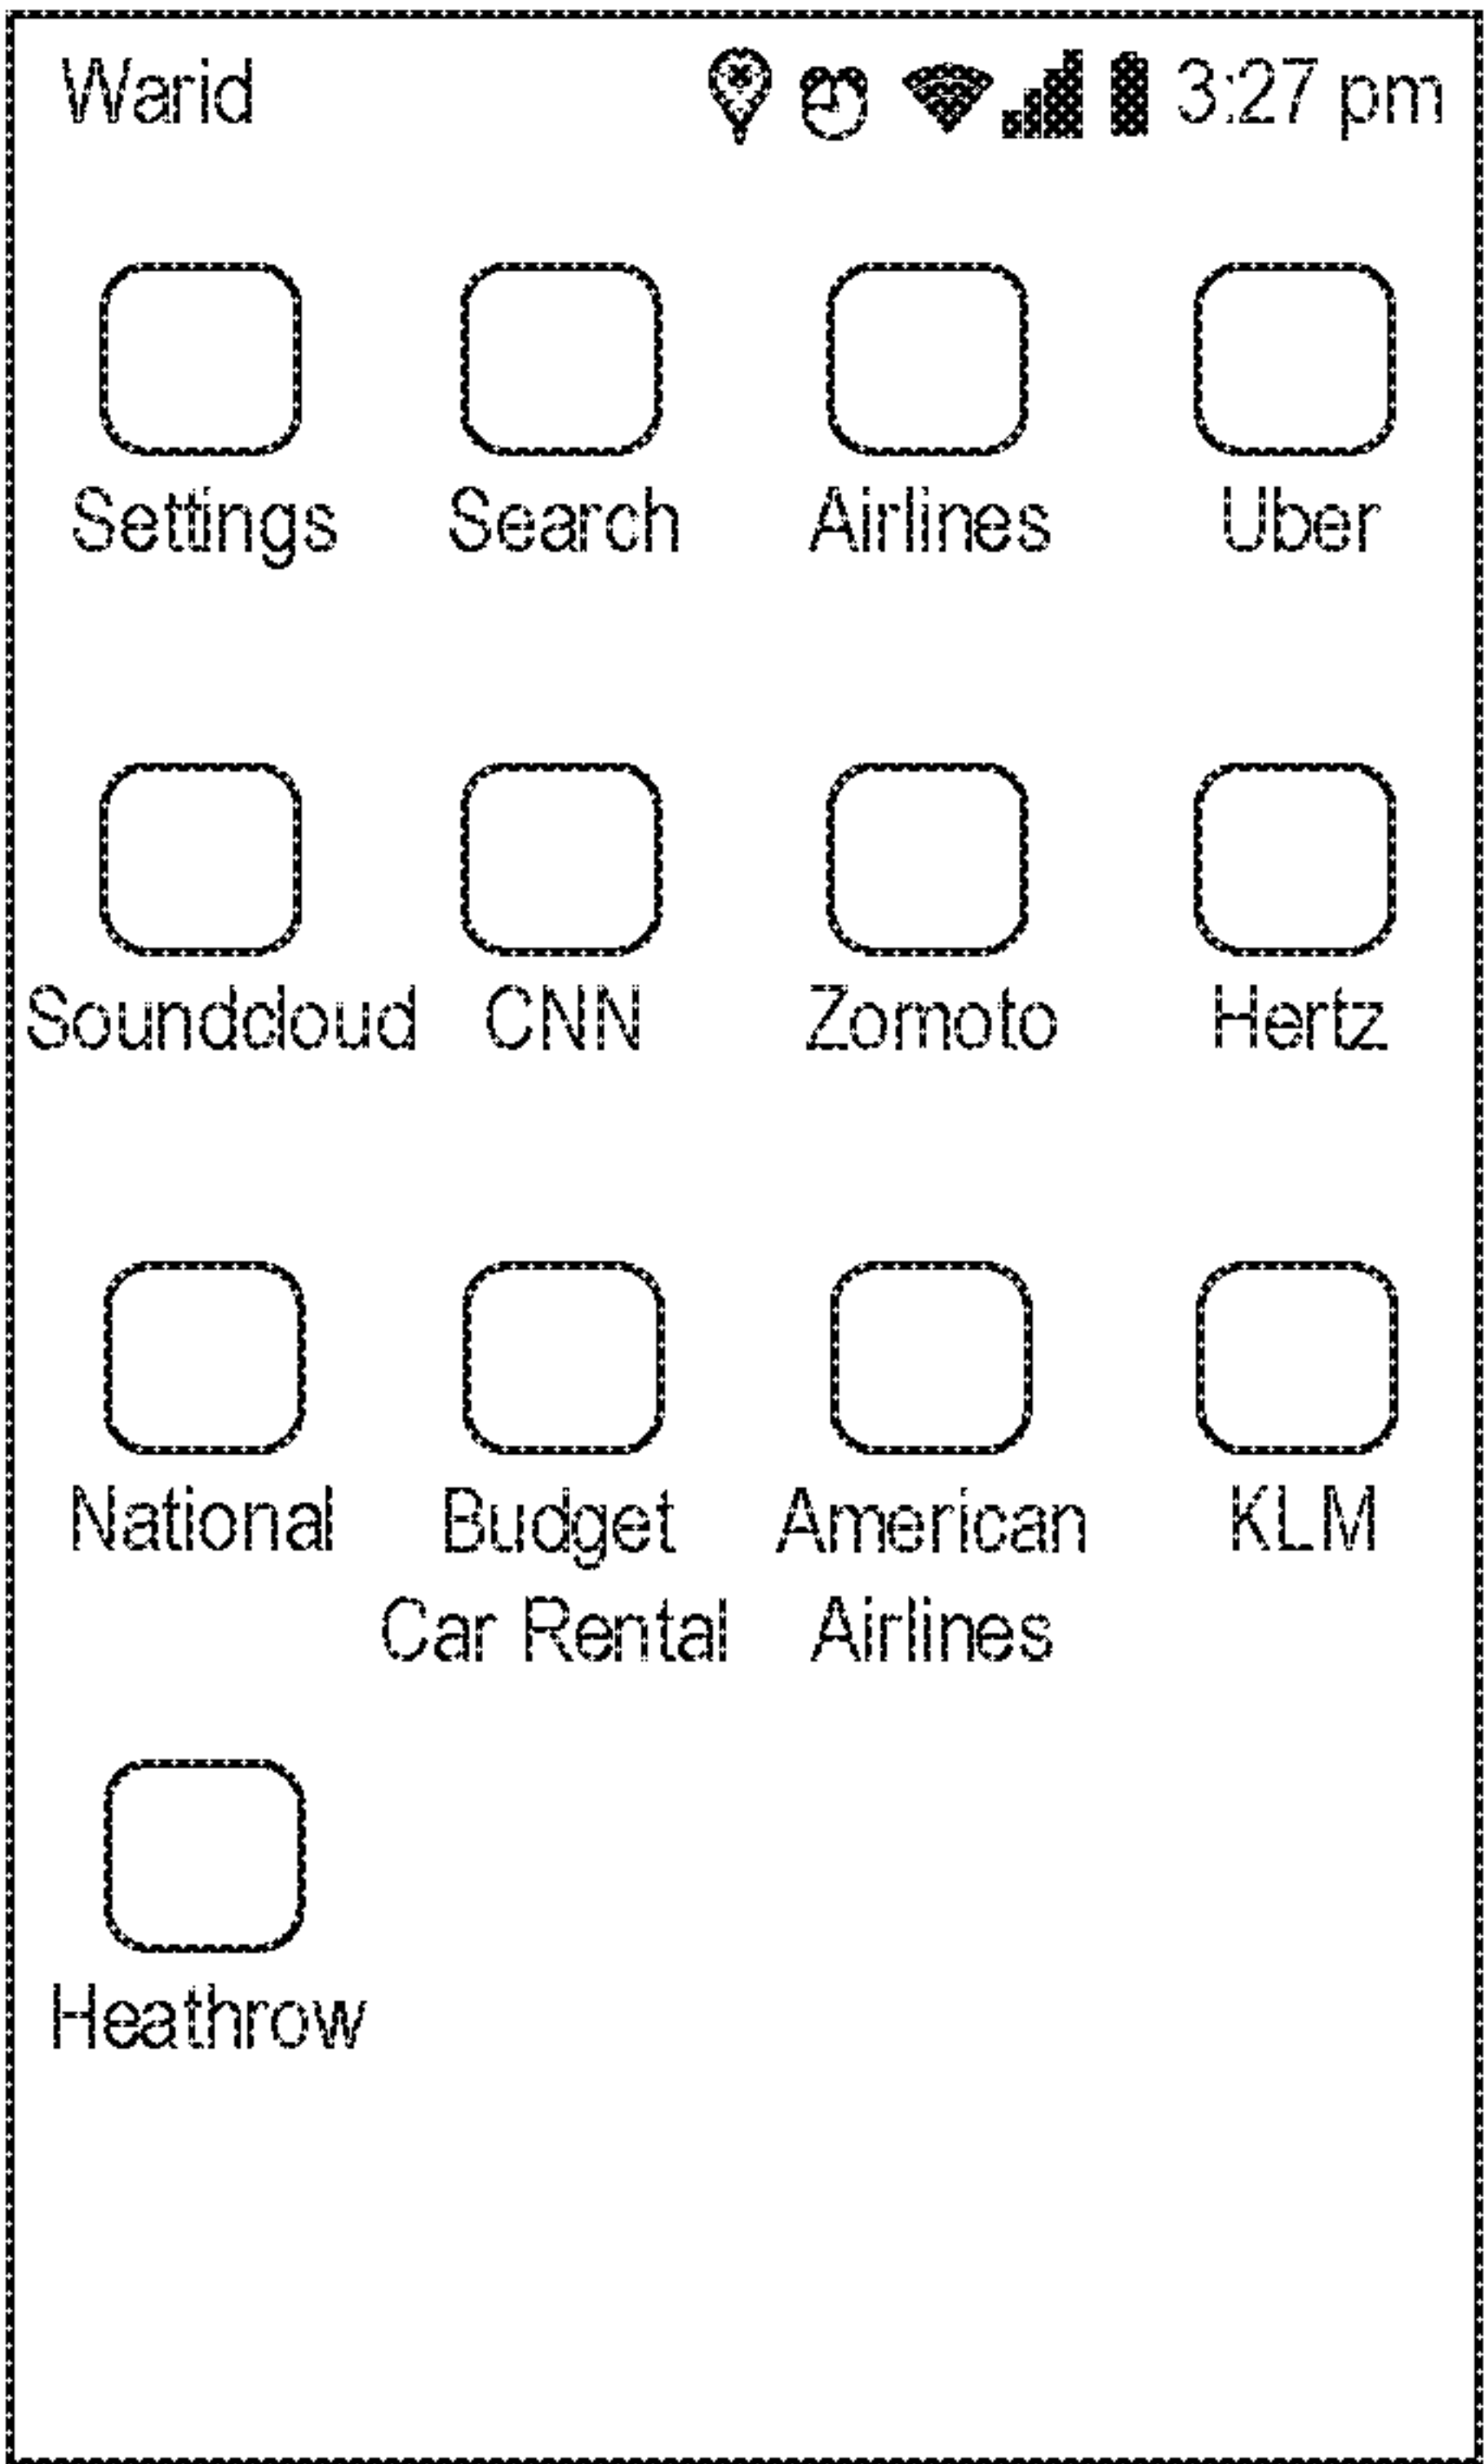 Warid 3:27 pm
Settings Search Airlines Uber
Soundcloud CNN Zomoto Hertz
National Budget American KLM
Car Rental Airlines
Heathrow